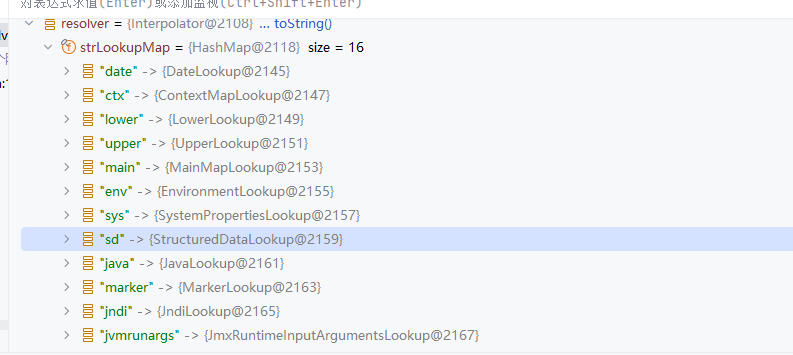 对表达式求值(Enter)或添加监视(Ctrl+Shift+Enter)
resolver = {Interpolator@2108} ... toString()
strLookupMap = {HashMap@2118} size = 16
"date" -> {DateLookup@2145}
"ctx" -> {ContextMapLookup@2147}
"lower" -> {LowerLookup@2149}
"upper" -> {UpperLookup@2151}
"main" -> {MainMapLookup@2153}
"env" -> {EnvironmentLookup@2155}
"sys" -> {SystemPropertiesLookup@2157}
"sd" -> {StructuredDataLookup@2159}
"java" -> {JavaLookup@2161}
"marker" -> {MarkerLookup@2163}
"jndi" -> {JndiLookup@2165}
"jvmrunargs" -> {JmxRuntimeInputArgumentsLookup@2167}